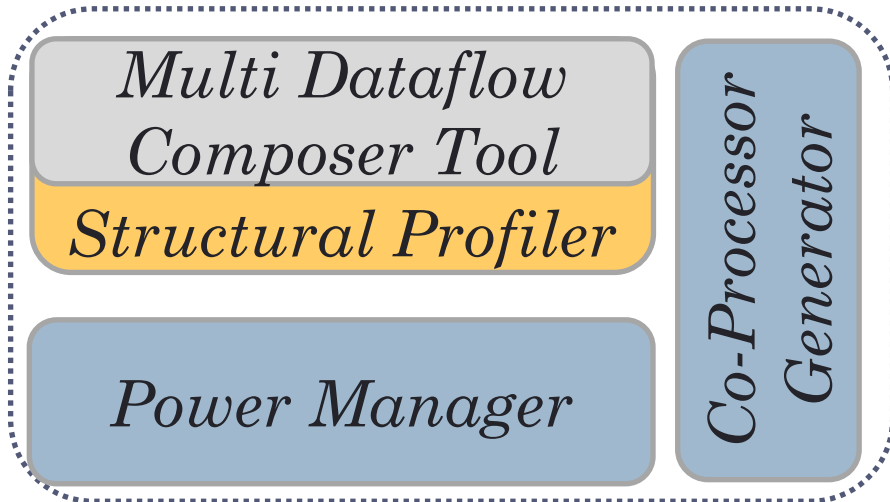 Multi Dataflow
Composer Tool
Structural Profiler
Power Manager
Co-Processor
Generator